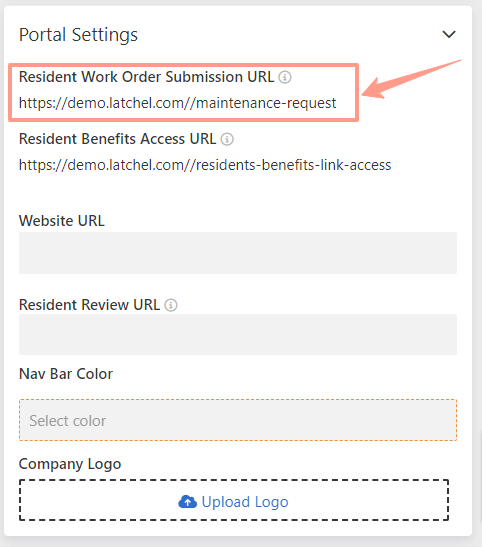 Portal Settings
Resident Work Order Submission URL
https://demo.latchel.com//maintenance-request
Resident Benefits Access URL
https://demo.latchel.com//residents-benefits-link-access
Website URL
Resident Review URL
Nav Bar Color
Select color
Company Logo
Upload Logo